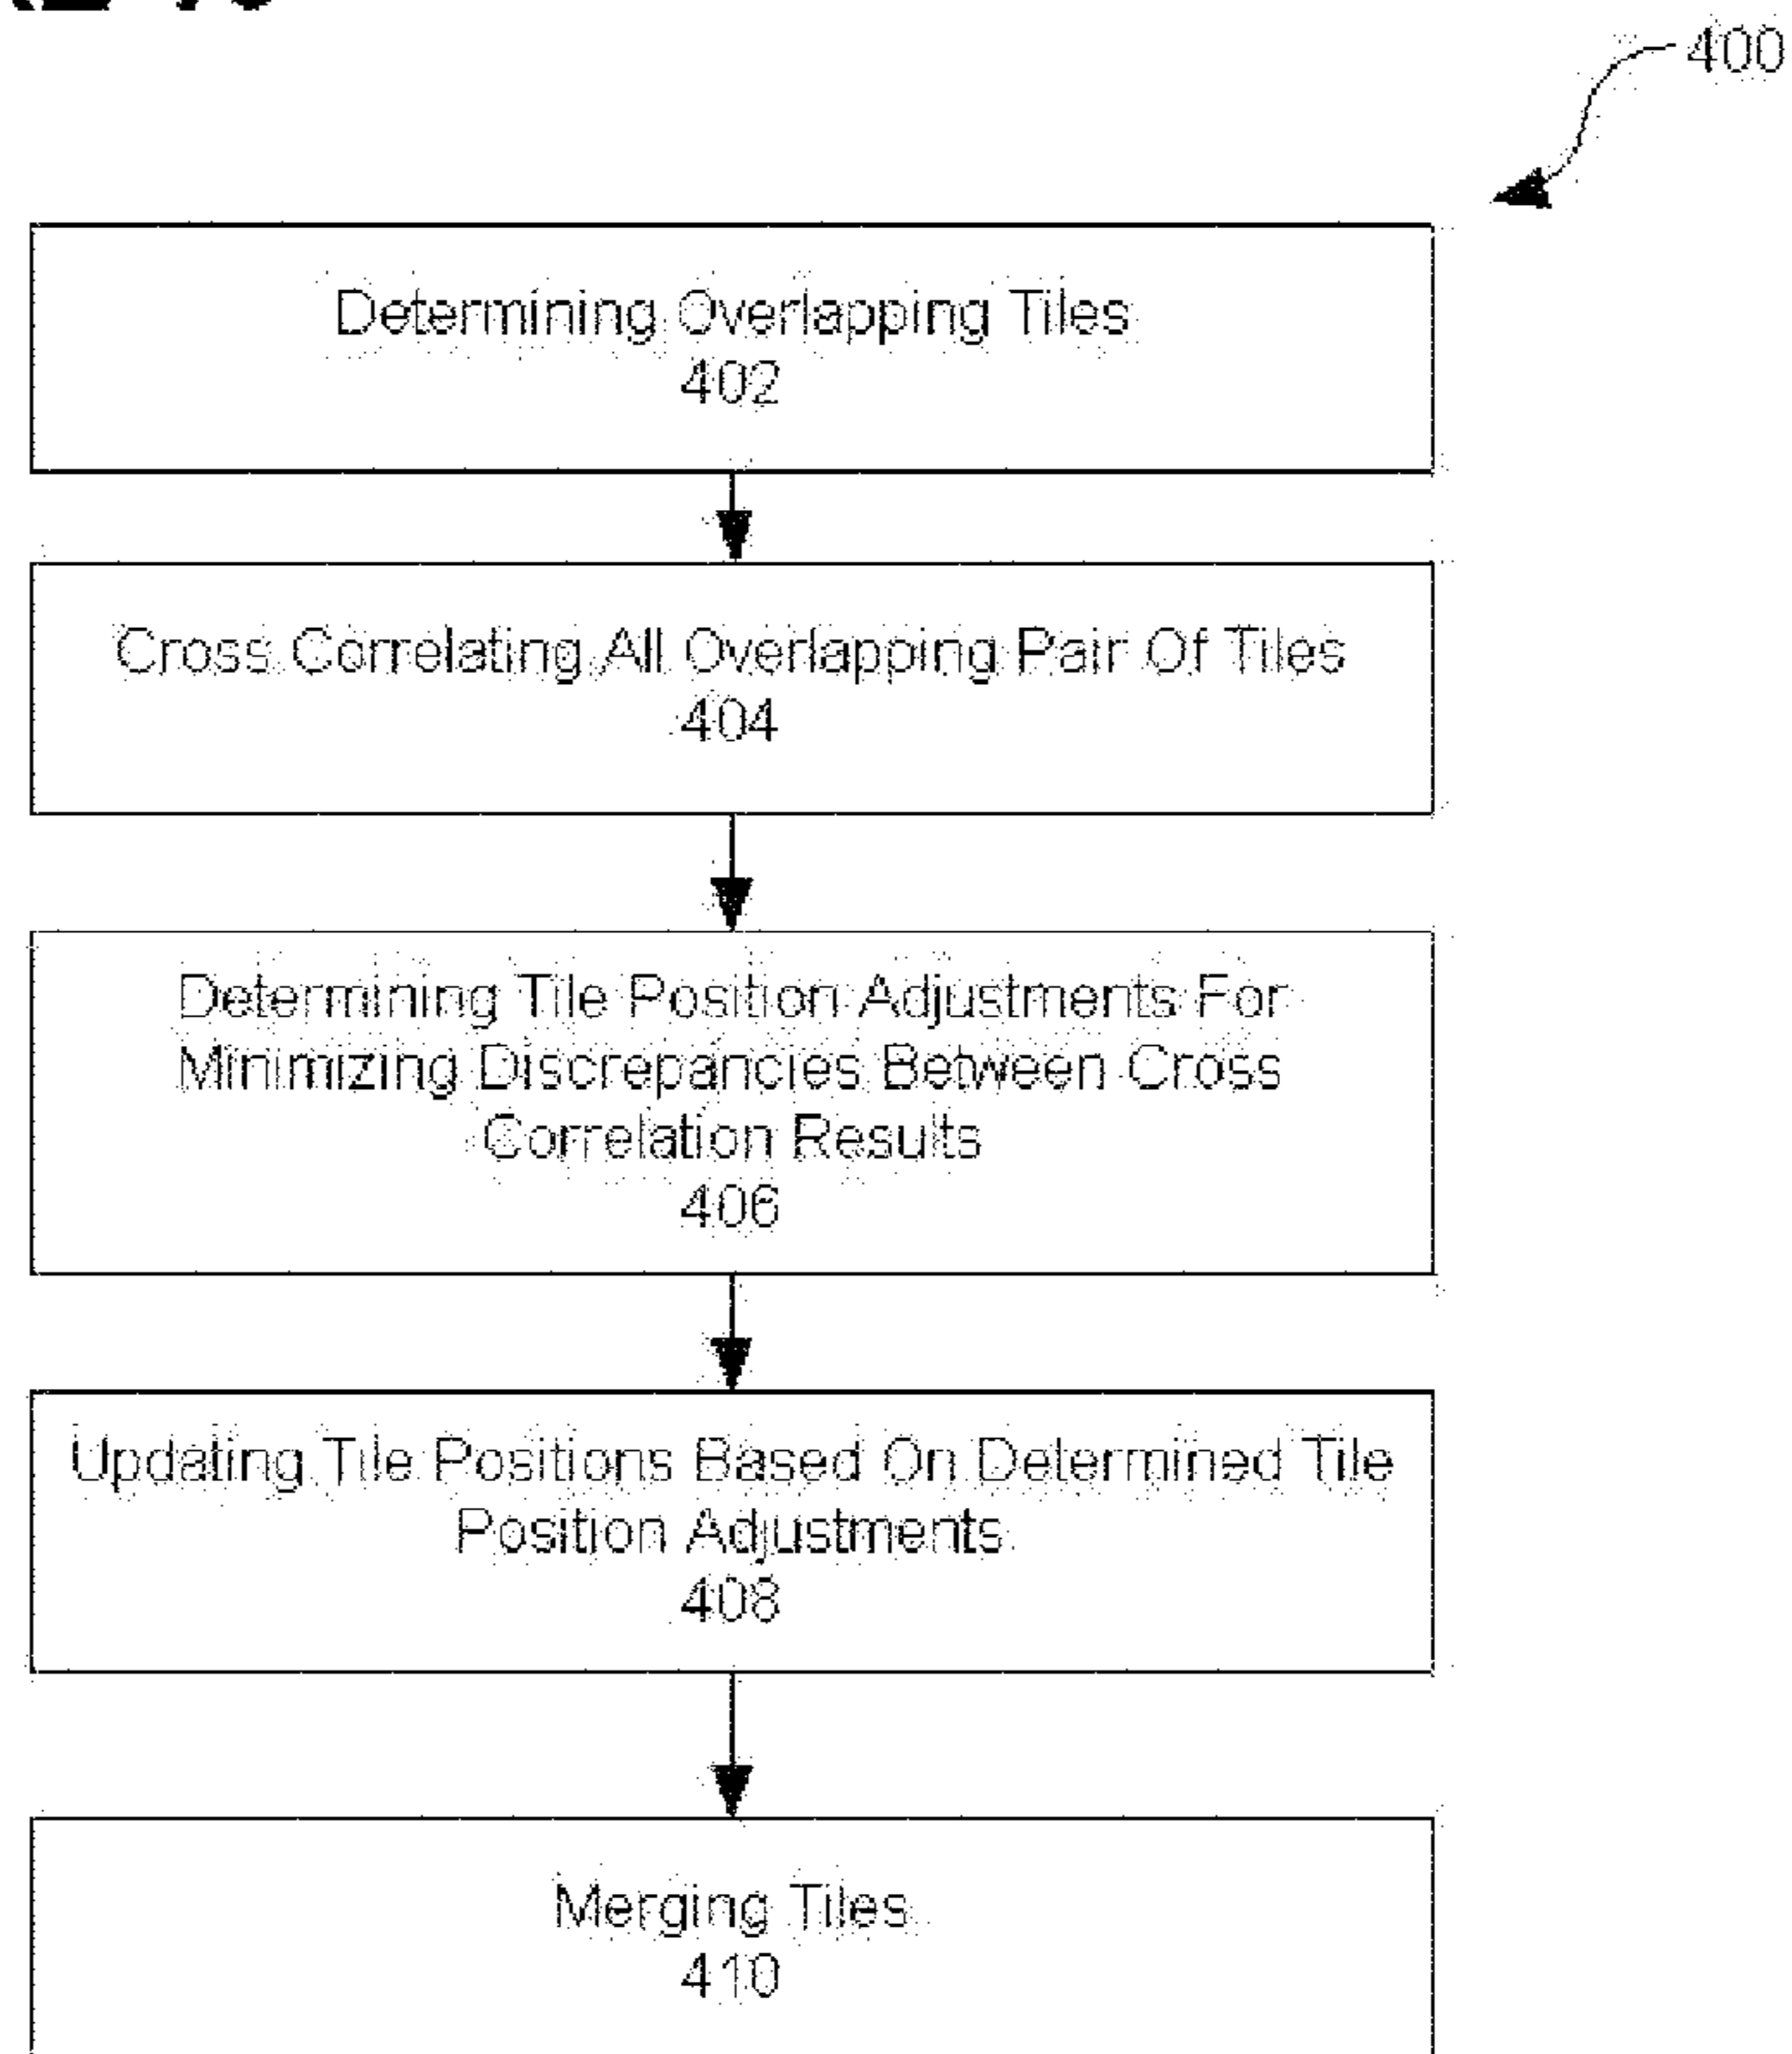 400
Determining Overlapping Tiles
402
Cross Correlating All Overlapping Pair Of Tiles
404
Determining Tile Position Adjustments For
Minimizing Discrepancies Between Cross
Correlation Results
406
Updating Tile Positions Based On Determined Tile
Position Adjustments
408
Merging Tiles
410